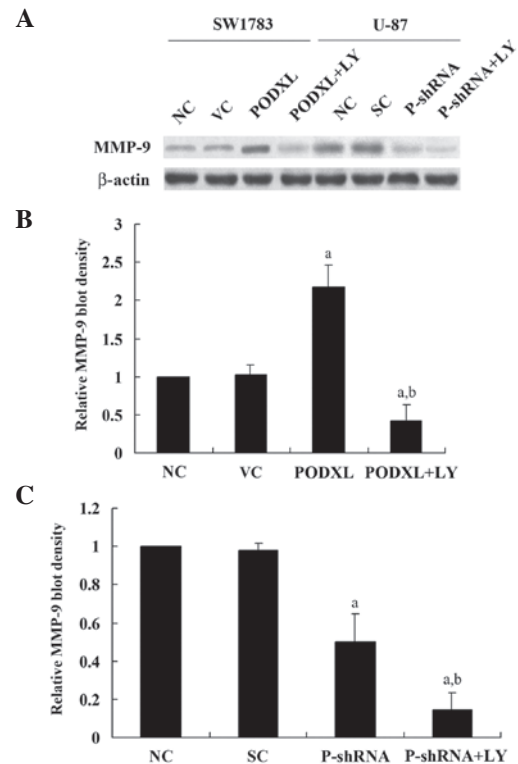 A
SW1783 U-87
NC VC PODXL PODXL+LY NC SC P-shRNA P-shRNA+LY
MMP-9
β-actin
B
Relative MMP-9 blot density
3
2.5
2
1.5
1
0.5
0
a
a,b
NC VC PODXL PODXL+LY
C
Relative MMP-9 blot density
1.2
1
0.8
0.6
0.4
0.2
0
a
a,b
NC SC P-shRNA P-shRNA+LY